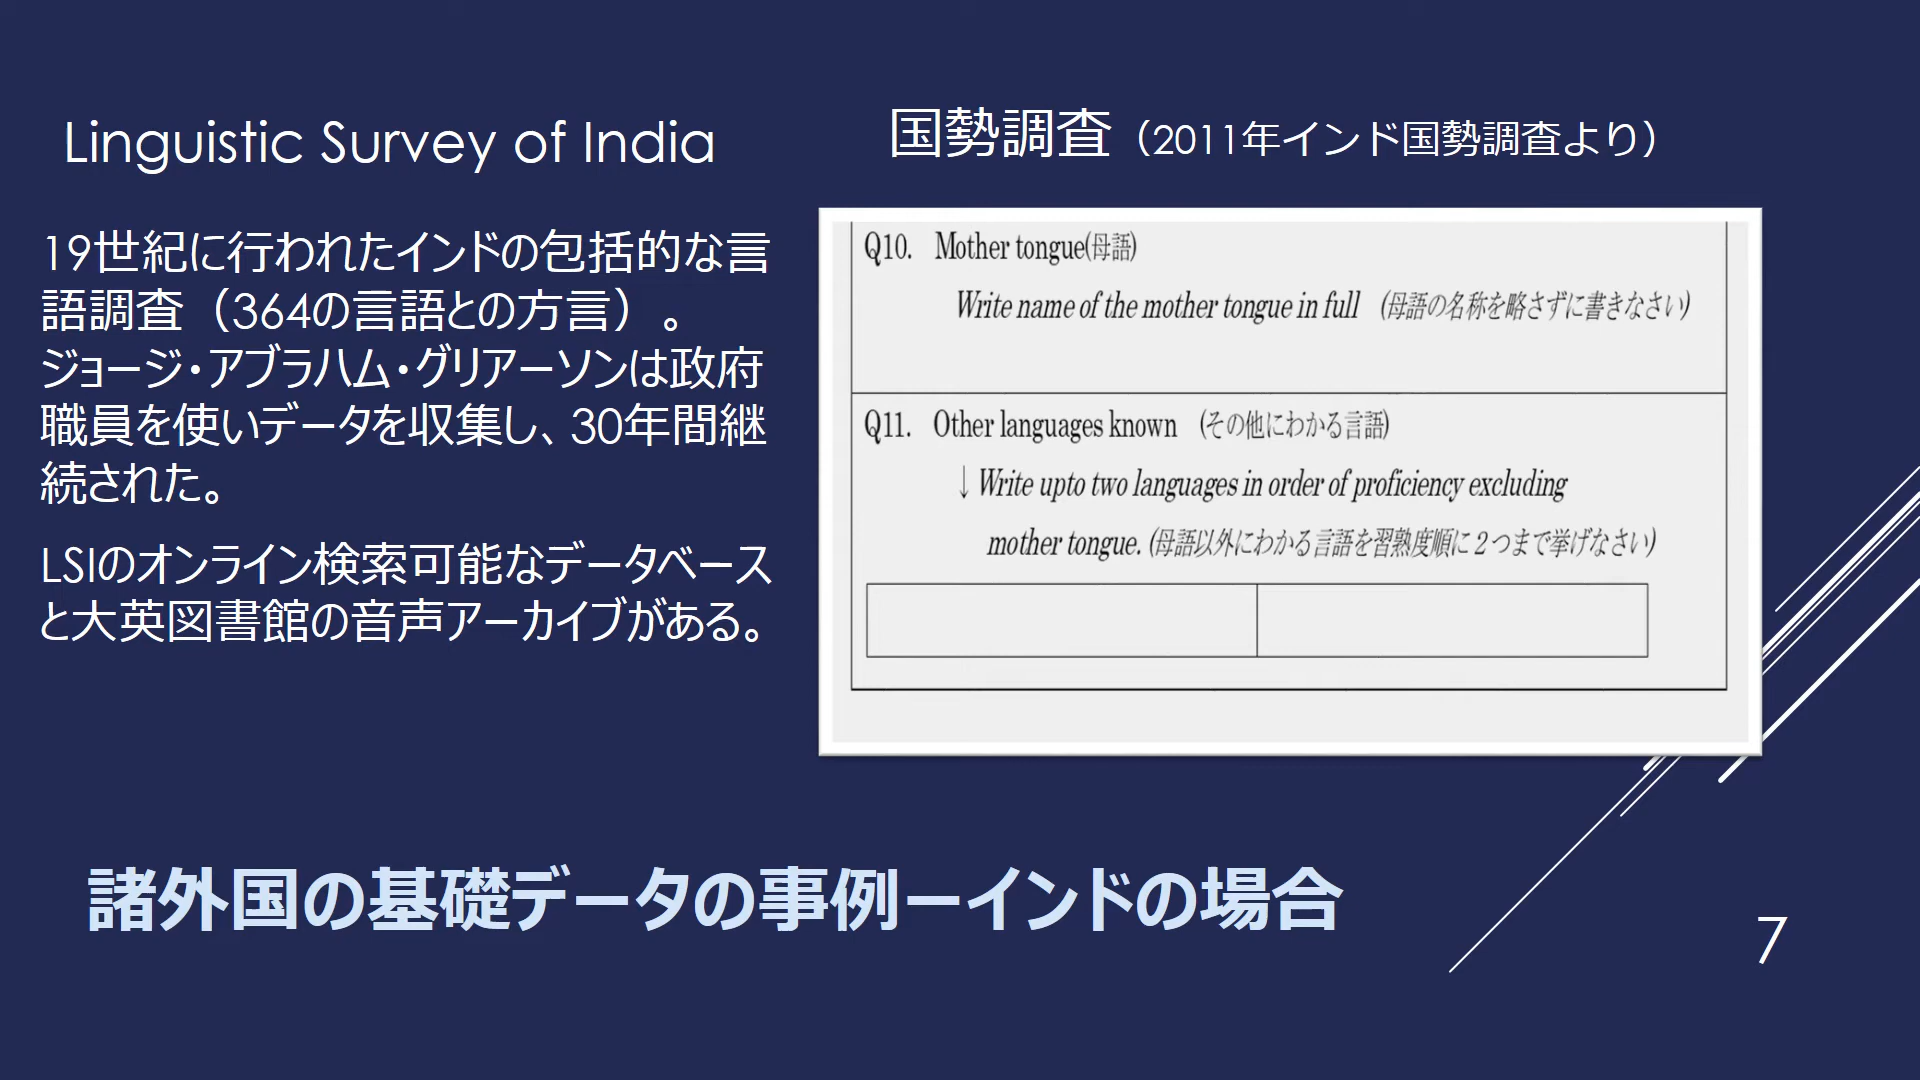 Linguistic Survey of India
19世紀に行われたインドの包括的な言
語調査（364の言語との方言）。
ジョージ・アブラハム・グリアーソンは政府
職員を使いデータを収集し、30年間継
続された。
LSIのオンライン検索可能なデータベース
と大英図書館の音声アーカイブがある。
国勢調査（2011年インド国勢調査より）
Q10. Mother tongue(母語)
Write name of the mother tongue in full (母語の名称を略さずに書きなさい)
Q11. Other languages known (その他にわかる言語)
↓ Write upto two languages in order of proficiency excluding
mother tongue. (母語以外にわかる言語を習熟度順に２つまで挙げなさい)
諸外国の基礎データの事例－インドの場合
7